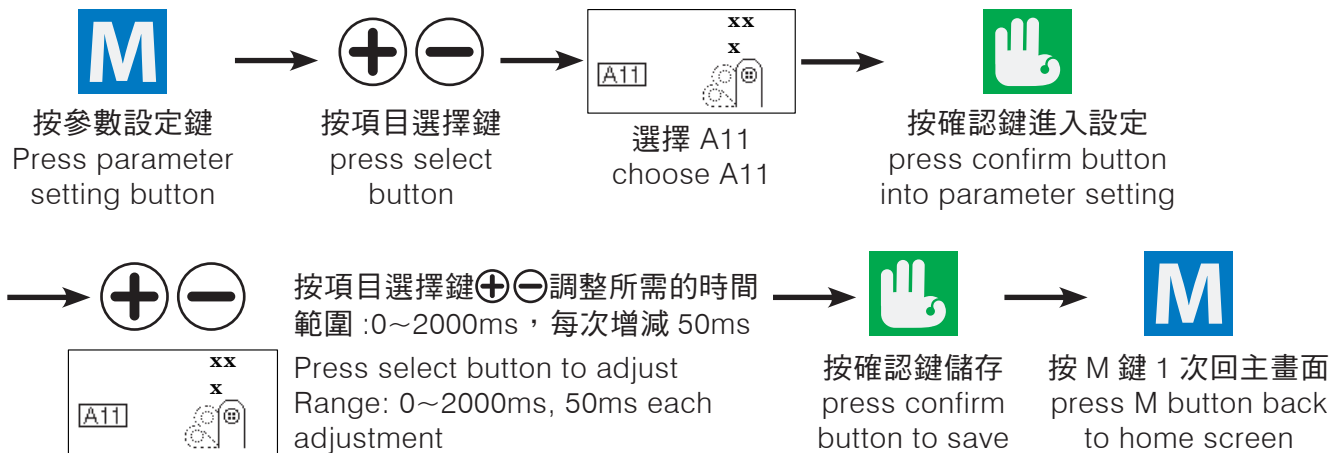 M
按參數設定鍵
Press parameter
setting button
按項目選擇鍵
press select
button
xx
x
A11
選擇 A11
choose A11
按確認鍵進入設定
press confirm button
into parameter setting
xx
x
A11
按項目選擇鍵⊕⊖調整所需的時間
範圍 :0~2000ms，每次增減 50ms
Press select button to adjust
Range: 0~2000ms, 50ms each
adjustment
按確認鍵儲存
press confirm
button to save
M
按 M 鍵 1 次回主畫面
press M button back
to home screen